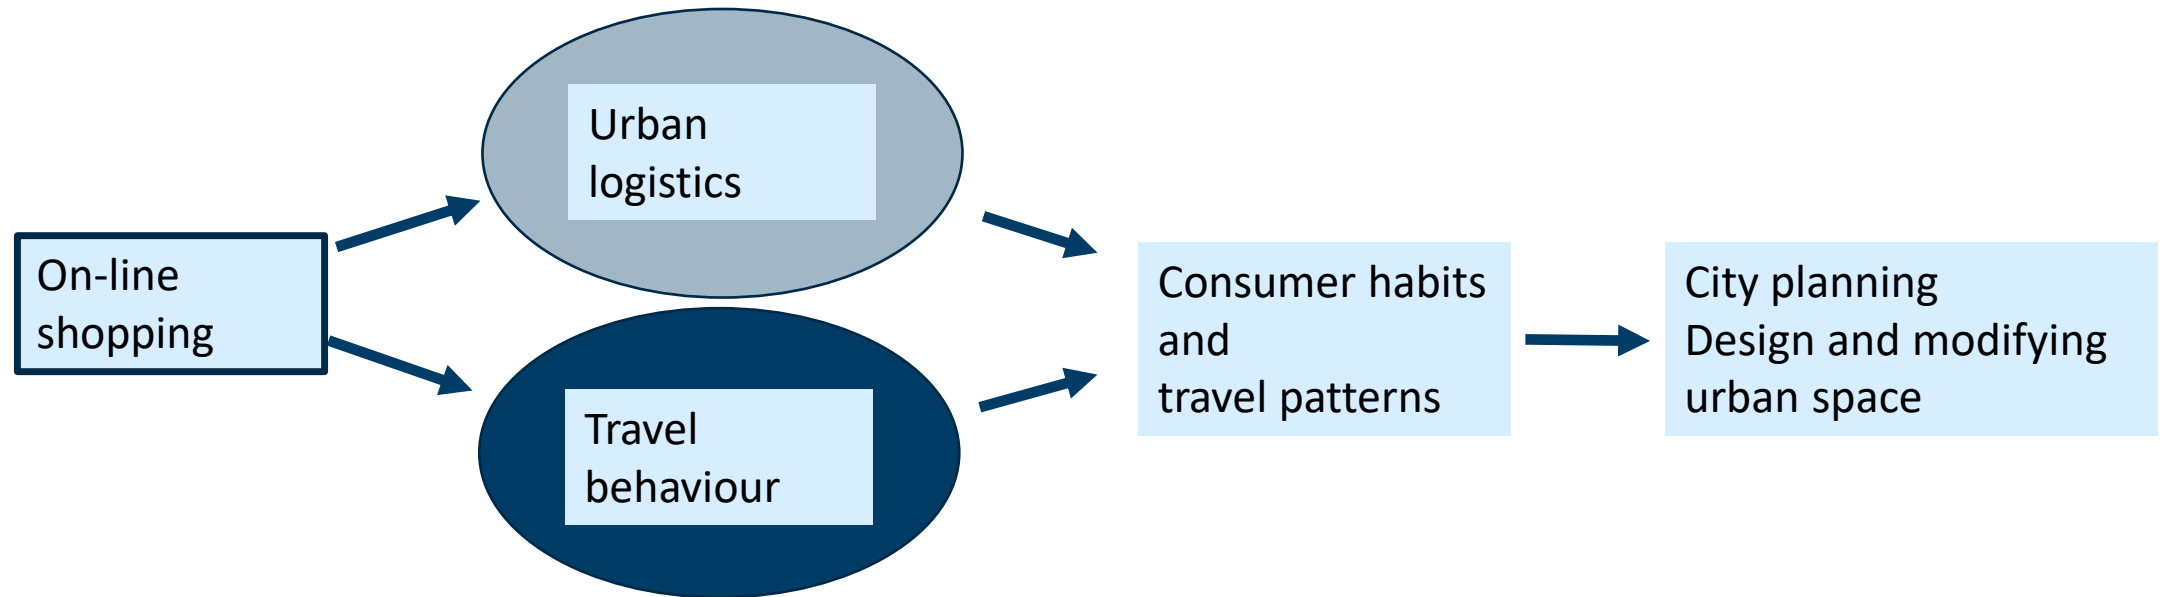 On-line
shopping
Urban
logistics
Travel
behaviour
Consumer habits
and
travel patterns
City planning
Design and modifying
urban space